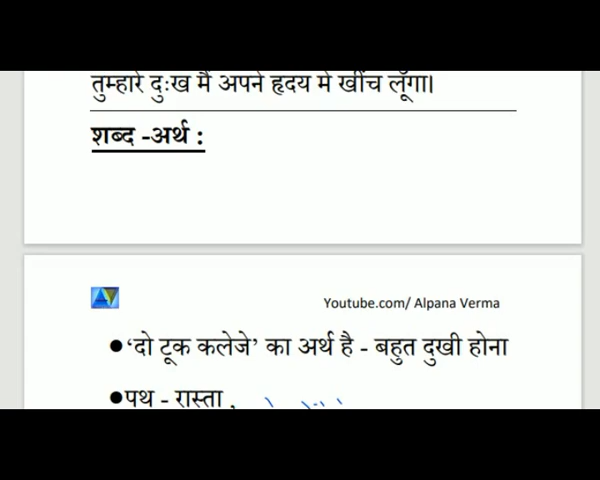 तुम्हारे दुःख मैं अपने हृदय में खींच लूँगा।
शब्द -अर्थ :
Youtube.com/ Alpana Verma
●‘दो टूक कलेजे’ का अर्थ है - बहुत दुखी होना
●पथ - रास्ता ,